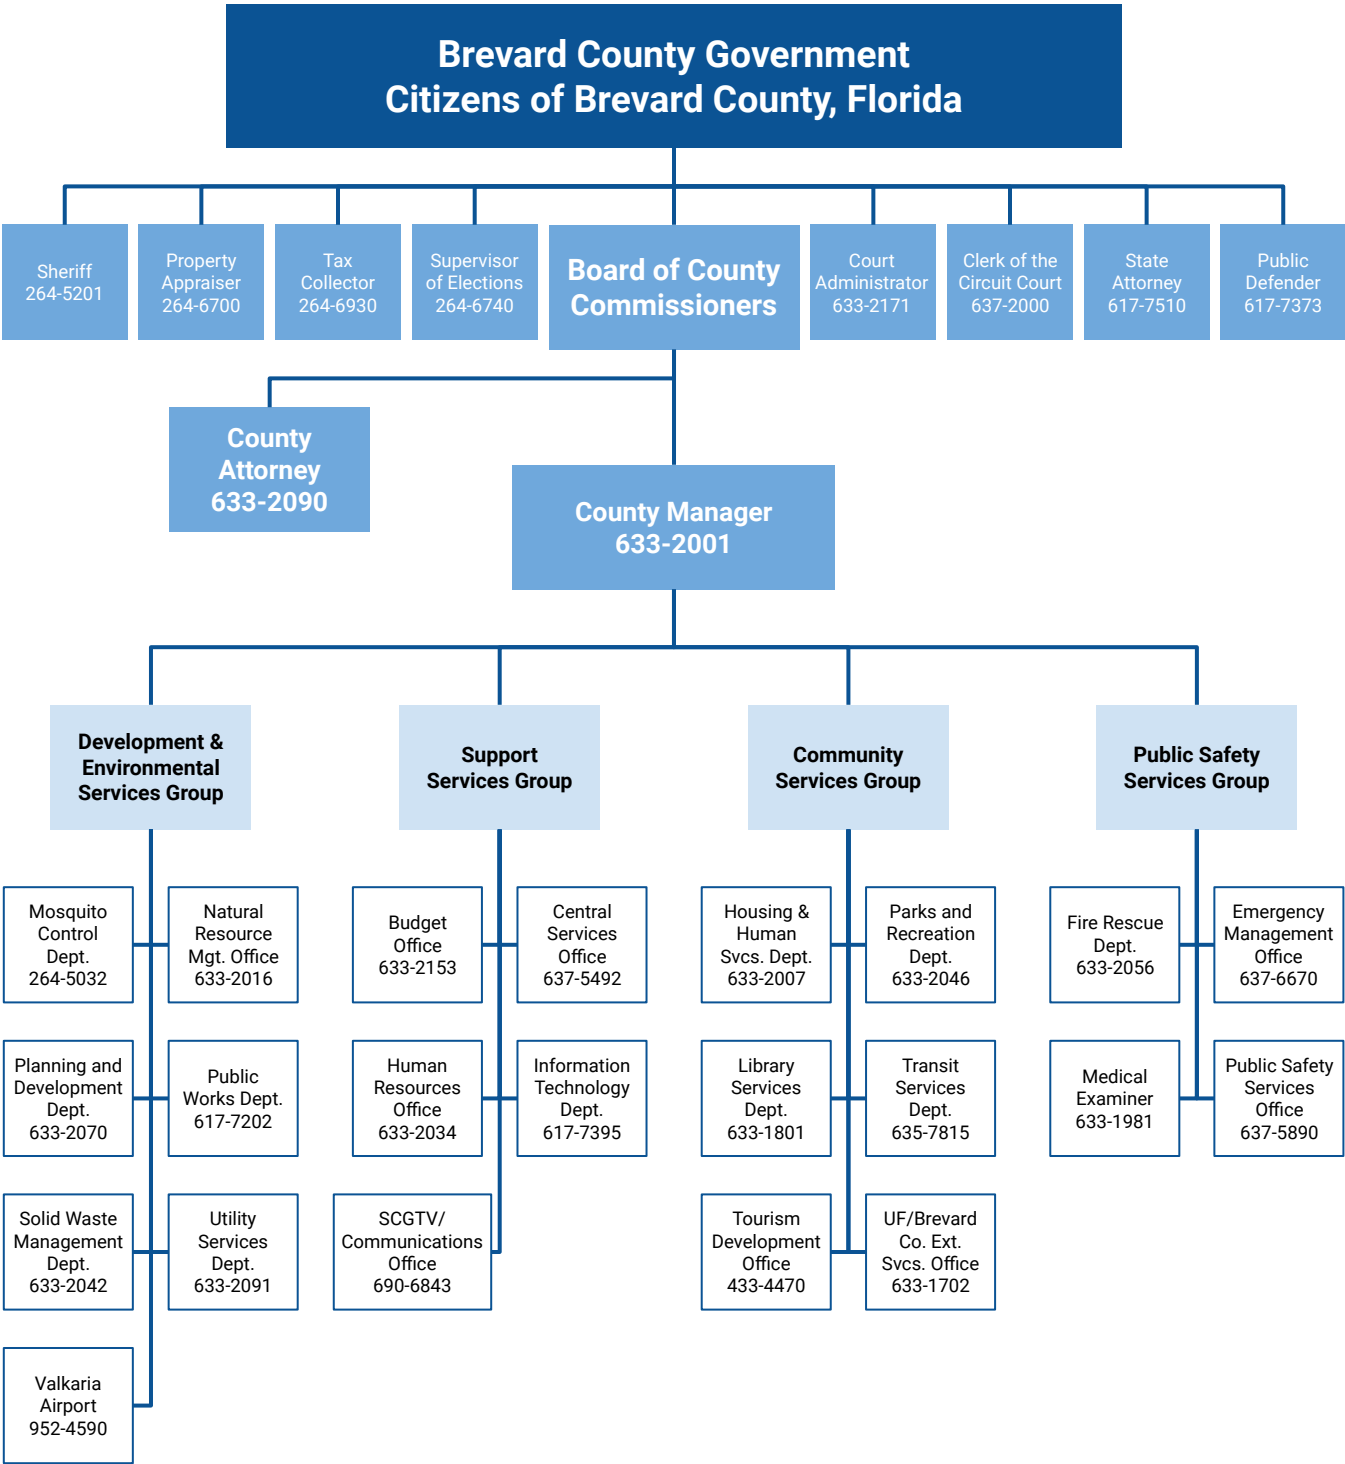 Brevard County Government
Citizens of Brevard County, Florida
Sheriff
264-5201
Property
Appraiser
264-6700
Tax
Collector
264-6930
Supervisor
of Elections
264-6740
Board of County
Commissioners
Court
Administrator
633-2171
Clerk of the
Circuit Court
637-2000
State
Attorney
617-7510
Public
Defender
617-7373
County
Attorney
633-2090
County Manager
633-2001
Development &
Environmental
Services Group
Support
Services Group
Community
Services Group
Public Safety
Services Group
Mosquito
Control
Dept.
264-5032
Natural
Resource
Mgt. Office
633-2016
Budget
Office
633-2153
Central
Services
Office
637-5492
Housing &
Human
Svcs. Dept.
633-2007
Parks and
Recreation
Dept.
633-2046
Fire Rescue
Dept.
633-2056
Emergency
Management
Office
637-6670
Planning and
Development
Dept.
633-2070
Public
Works Dept.
617-7202
Human
Resources
Office
633-2034
Information
Technology
Dept.
617-7395
Library
Services
Dept.
633-1801
Transit
Services
Dept.
635-7815
Medical
Examiner
633-1981
Public Safety
Services
Office
637-5890
Solid Waste
Management
Dept.
633-2042
Utility
Services
Dept.
633-2091
SCGTV/
Communications
Office
690-6843
Tourism
Development
Office
433-4470
UF/Brevard
Co. Ext.
Svcs. Office
633-1702
Valkaria
Airport
952-4590